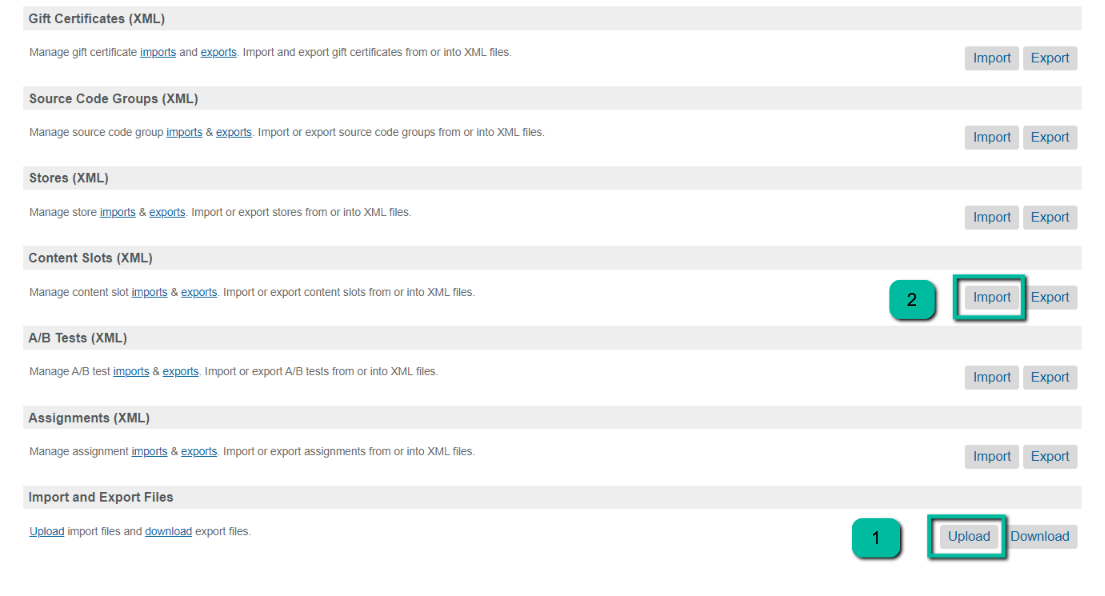 Gift Certificates (XML)
Manage gift certificate imports and exports. Import and export gift certificates from or into XML files.
Import Export
Source Code Groups (XML)
Manage source code group imports & exports. Import or export source code groups from or into XML files.
Import Export
Stores (XML)
Manage store imports & exports. Import or export stores from or into XML files.
Import Export
Content Slots (XML)
Manage content slot imports & exports. Import or export content slots from or into XML files.
2 Import Export
A/B Tests (XML)
Manage A/B test imports & exports. Import or export A/B tests from or into XML files.
Import Export
Assignments (XML)
Manage assignment imports & exports. Import or export assignments from or into XML files.
Import Export
Import and Export Files
Upload import files and download export files.
1 Upload Download